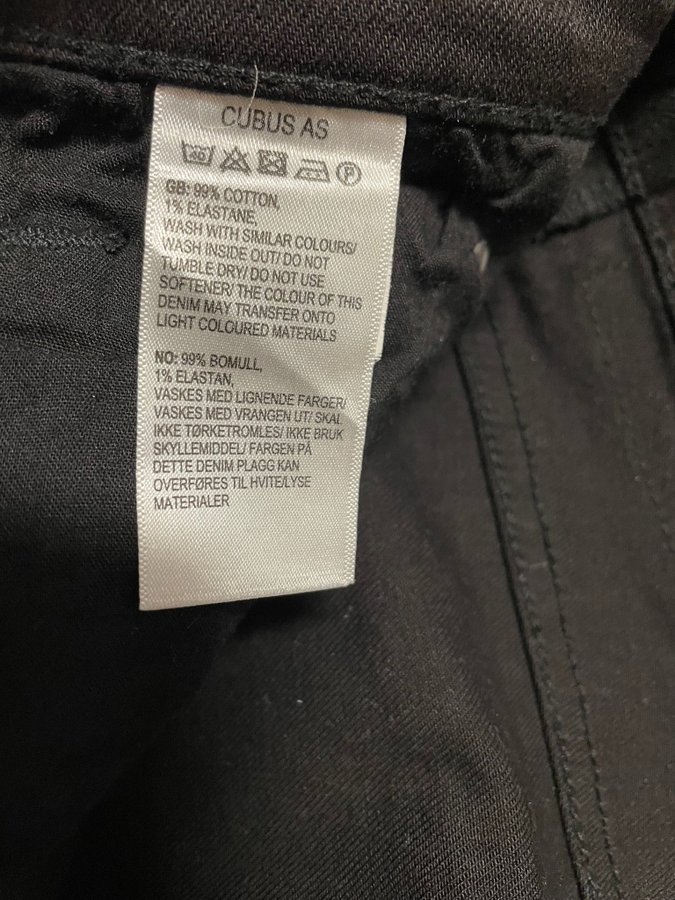 CUBUS AS
P
GB: 99% COTTON,
1% ELASTANE,
WASH WITH SIMILAR COLOURS/
WASH INSIDE OUT/ DO NOT
TUMBLE DRY/ DO NOT USE
SOFTENER/ THE COLOUR OF THIS
DENIM MAY TRANSFER ONTO
LIGHT COLOURED MATERIALS
NO: 99% BOMULL,
1% ELASTAN,
VASKES MED LIGNENDE FARGER/
VASKES MED VRANGEN UT/ SKAL
IKKE TØRKETROMLES/ IKKE BRUK
SKYLLEMIDDEL/ FARGEN PÅ
DETTE DENIM PLAGG KAN
OVERFØRES TIL HVITE/LYSE
MATERIALER